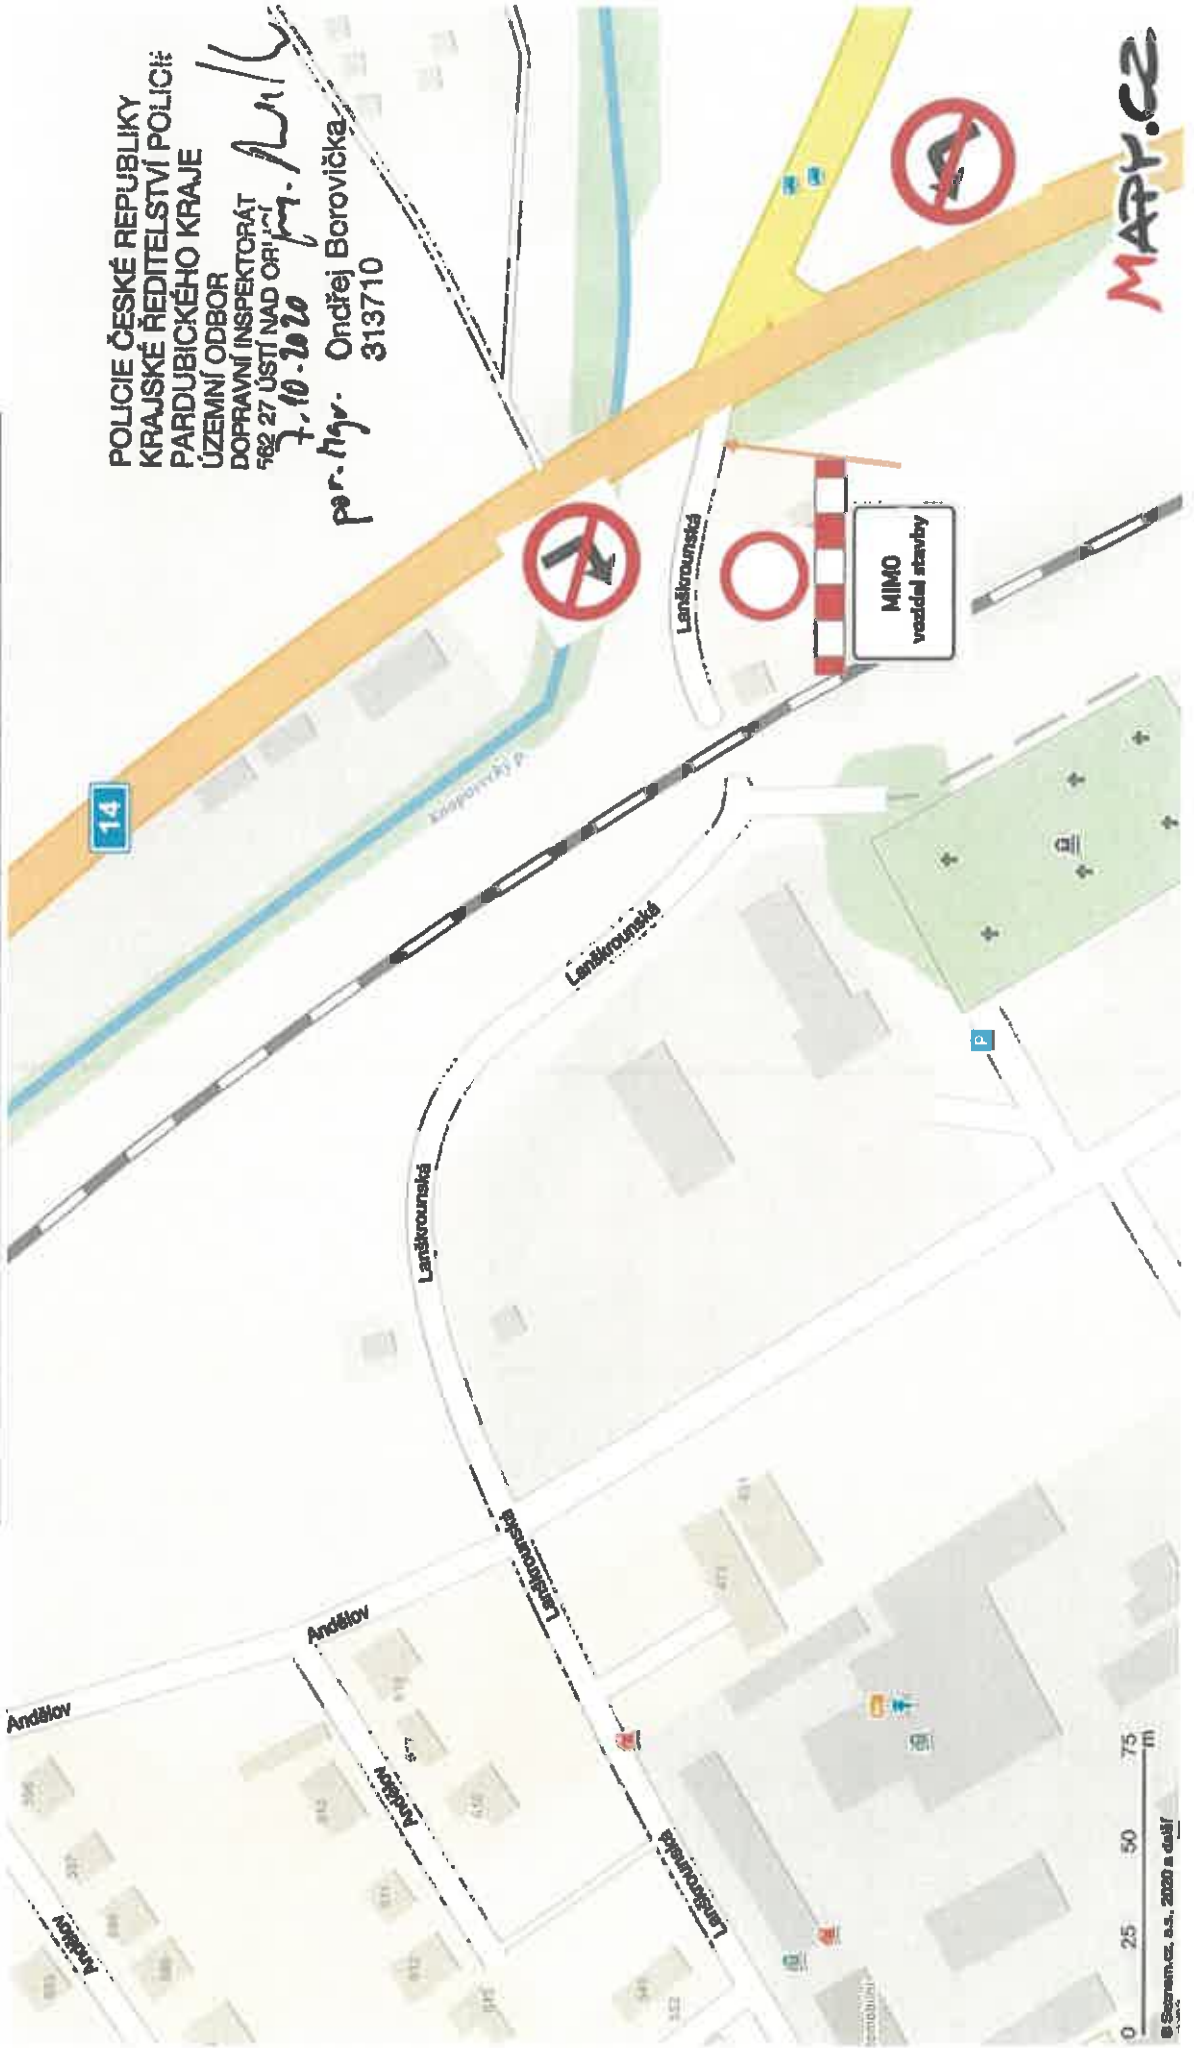 POLICIE ČESKÉ REPUBLIKY
KRAJSKÉ ŘEDITELSTVÍ POLICIE
PARDUBICKÉHO KRAJE
ÚZEMNÍ ODBOR
DOPRAVNÍ INSPEKTORÁT
562 27 ÚSTÍ NAD ORLICÍ
7.10.2020
por. Mgr. Ondřej Borovička
313710
14
Knapovecký p.
Lanškrounská
MIMO
vozidel stavby
Lanškrounská
Lanškrounská
Lanškrounská
Lanškrounská
Lanškrounská
Andělov
Andělov
Andělov
Andělov
P
MAPY.CZ
0 25 50 75
m
© Seznam.cz, a.s., 2020 a další